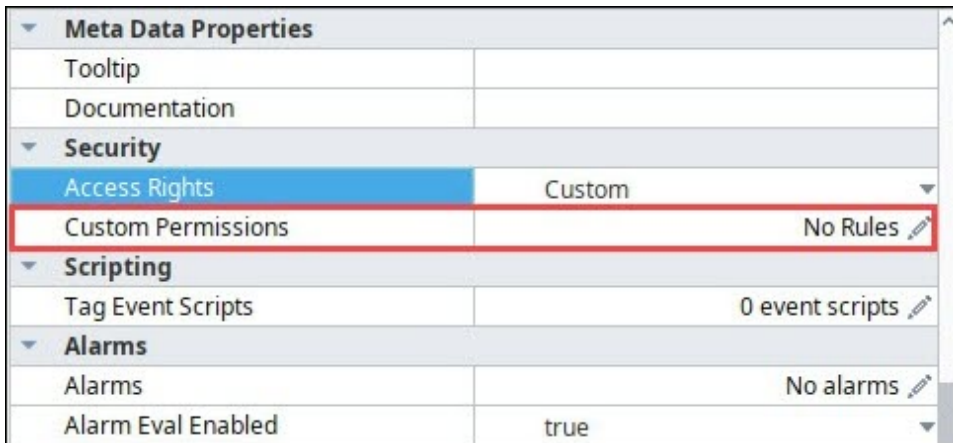 Meta Data Properties
Tooltip
Documentation
Security
Access Rights Custom
Custom Permissions No Rules
Scripting
Tag Event Scripts 0 event scripts
Alarms
Alarms No alarms
Alarm Eval Enabled true